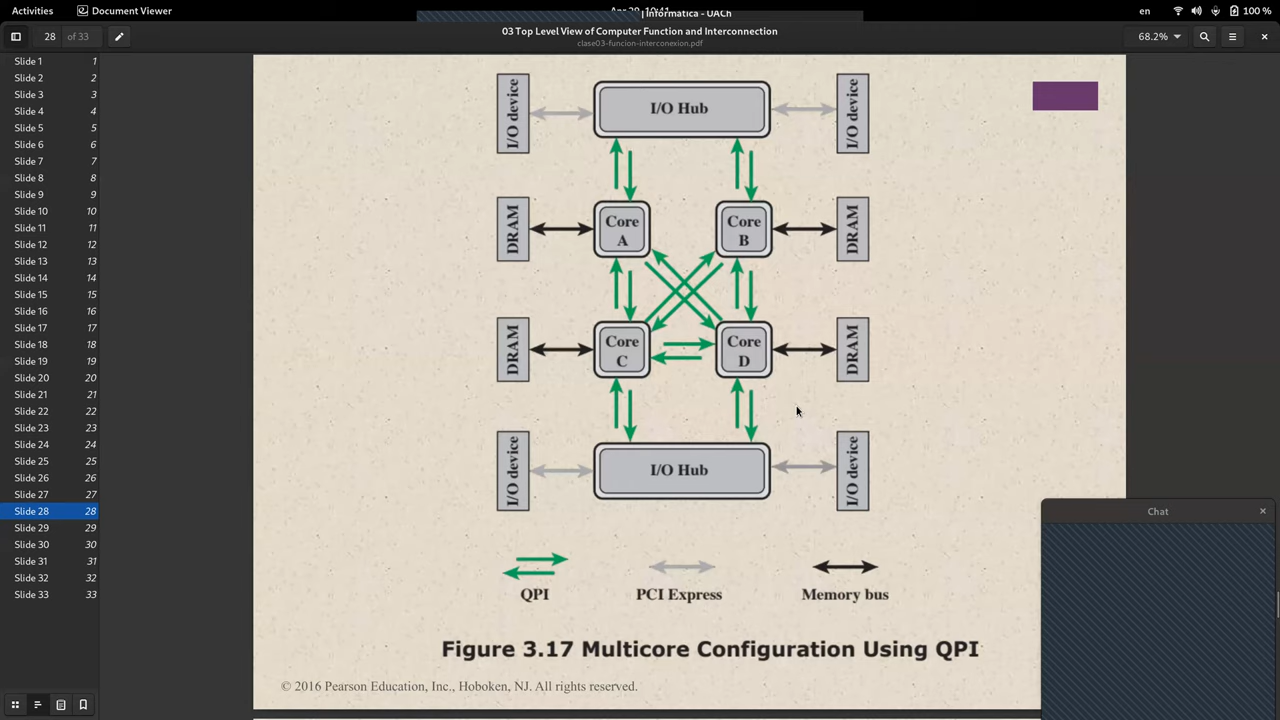 Activities
Document Viewer
Apr 29 10:41
| Informatica - UACh
en
100 %
28 of 33
03 Top Level View of Computer Function and Interconnection
clase03-funcion-interconexion.pdf
68.2%
Slide 1 1
Slide 2 2
Slide 3 3
Slide 4 4
Slide 5 5
Slide 6 6
Slide 7 7
Slide 8 8
Slide 9 9
Slide 10 10
Slide 11 11
Slide 12 12
Slide 13 13
Slide 14 14
Slide 15 15
Slide 16 16
Slide 17 17
Slide 18 18
Slide 19 19
Slide 20 20
Slide 21 21
Slide 22 22
Slide 23 23
Slide 24 24
Slide 25 25
Slide 26 26
Slide 27 27
Slide 28 28
Slide 29 29
Slide 30 30
Slide 31 31
Slide 32 32
Slide 33 33
I/O device
I/O Hub
I/O device
DRAM
Core
A
Core
B
DRAM
DRAM
Core
C
Core
D
DRAM
I/O device
I/O Hub
I/O device
QPI
PCI Express
Memory bus
Figure 3.17 Multicore Configuration Using QPI
© 2016 Pearson Education, Inc., Hoboken, NJ. All rights reserved.
Chat